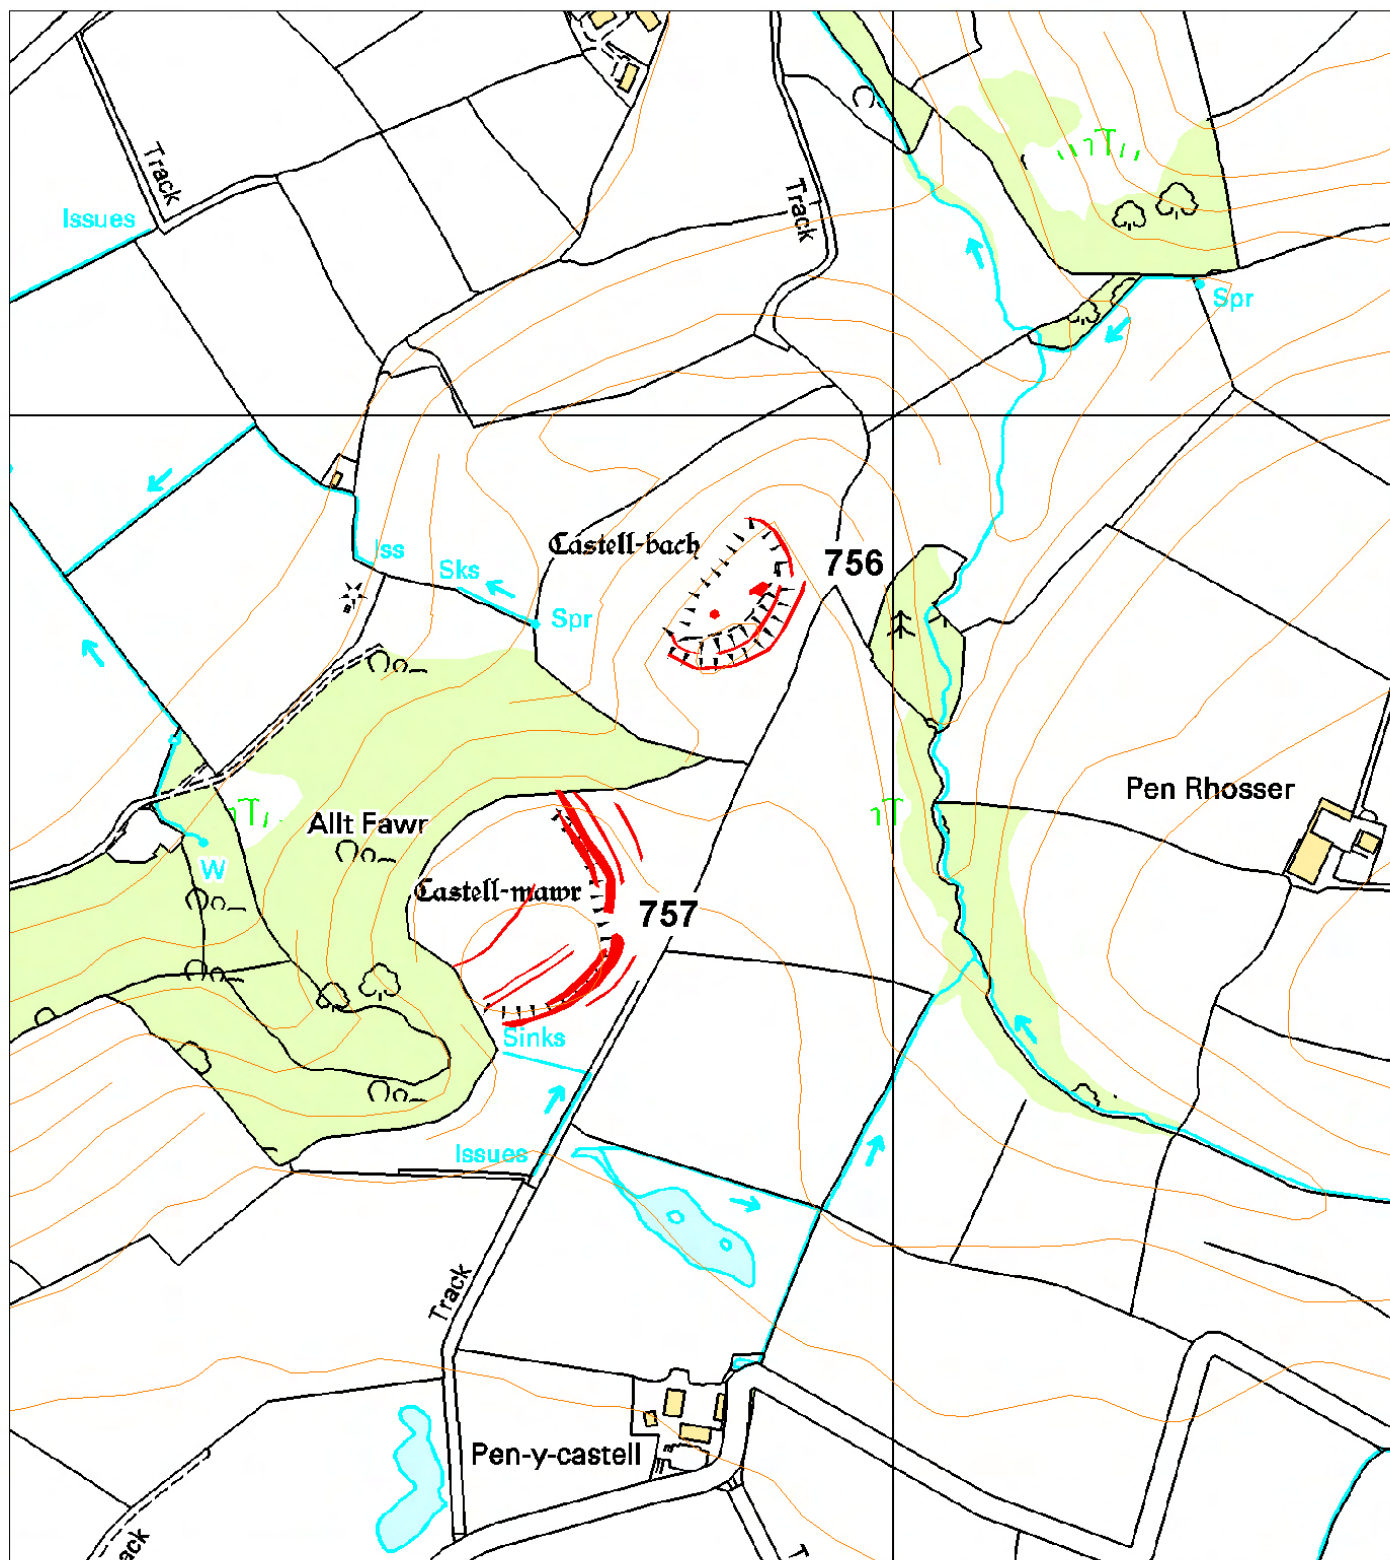 Track
Issues
Track
Spr
Castell-bach
756
Iss
Sks
Spr
Pen Rhosser
Allt Fawr
W
Castell-mawr
757
Sinks
Issues
Track
Pen-y-castell
ack
T